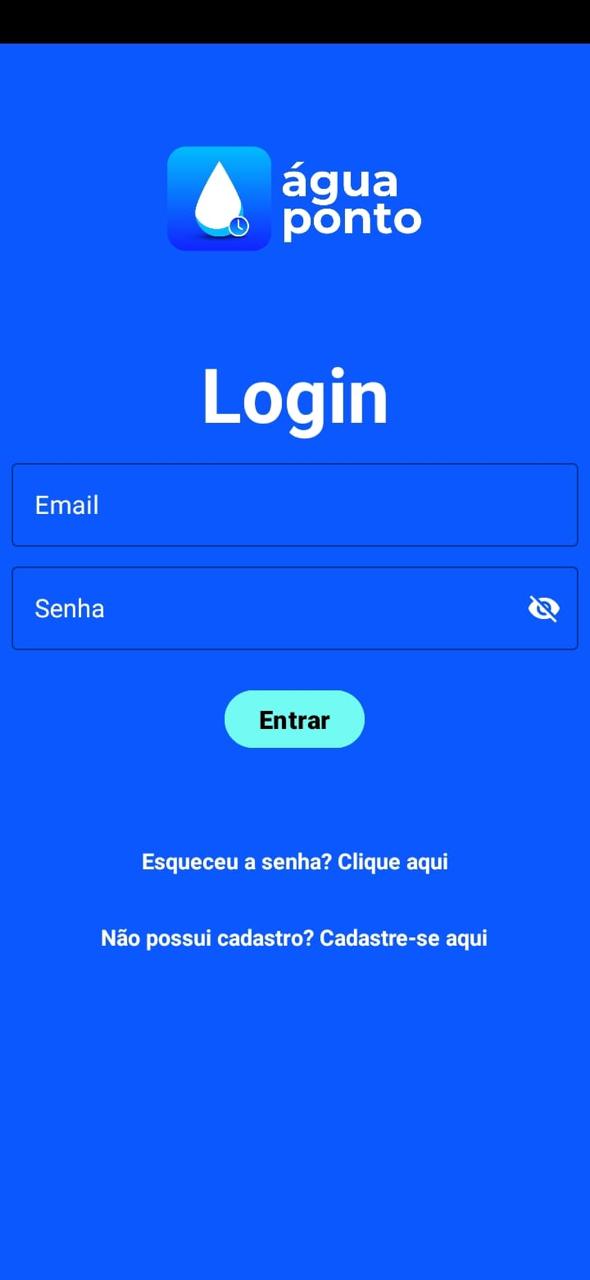 água
ponto
Login
Email
Senha
Entrar
Esqueceu a senha? Clique aqui
Não possui cadastro? Cadastre-se aqui